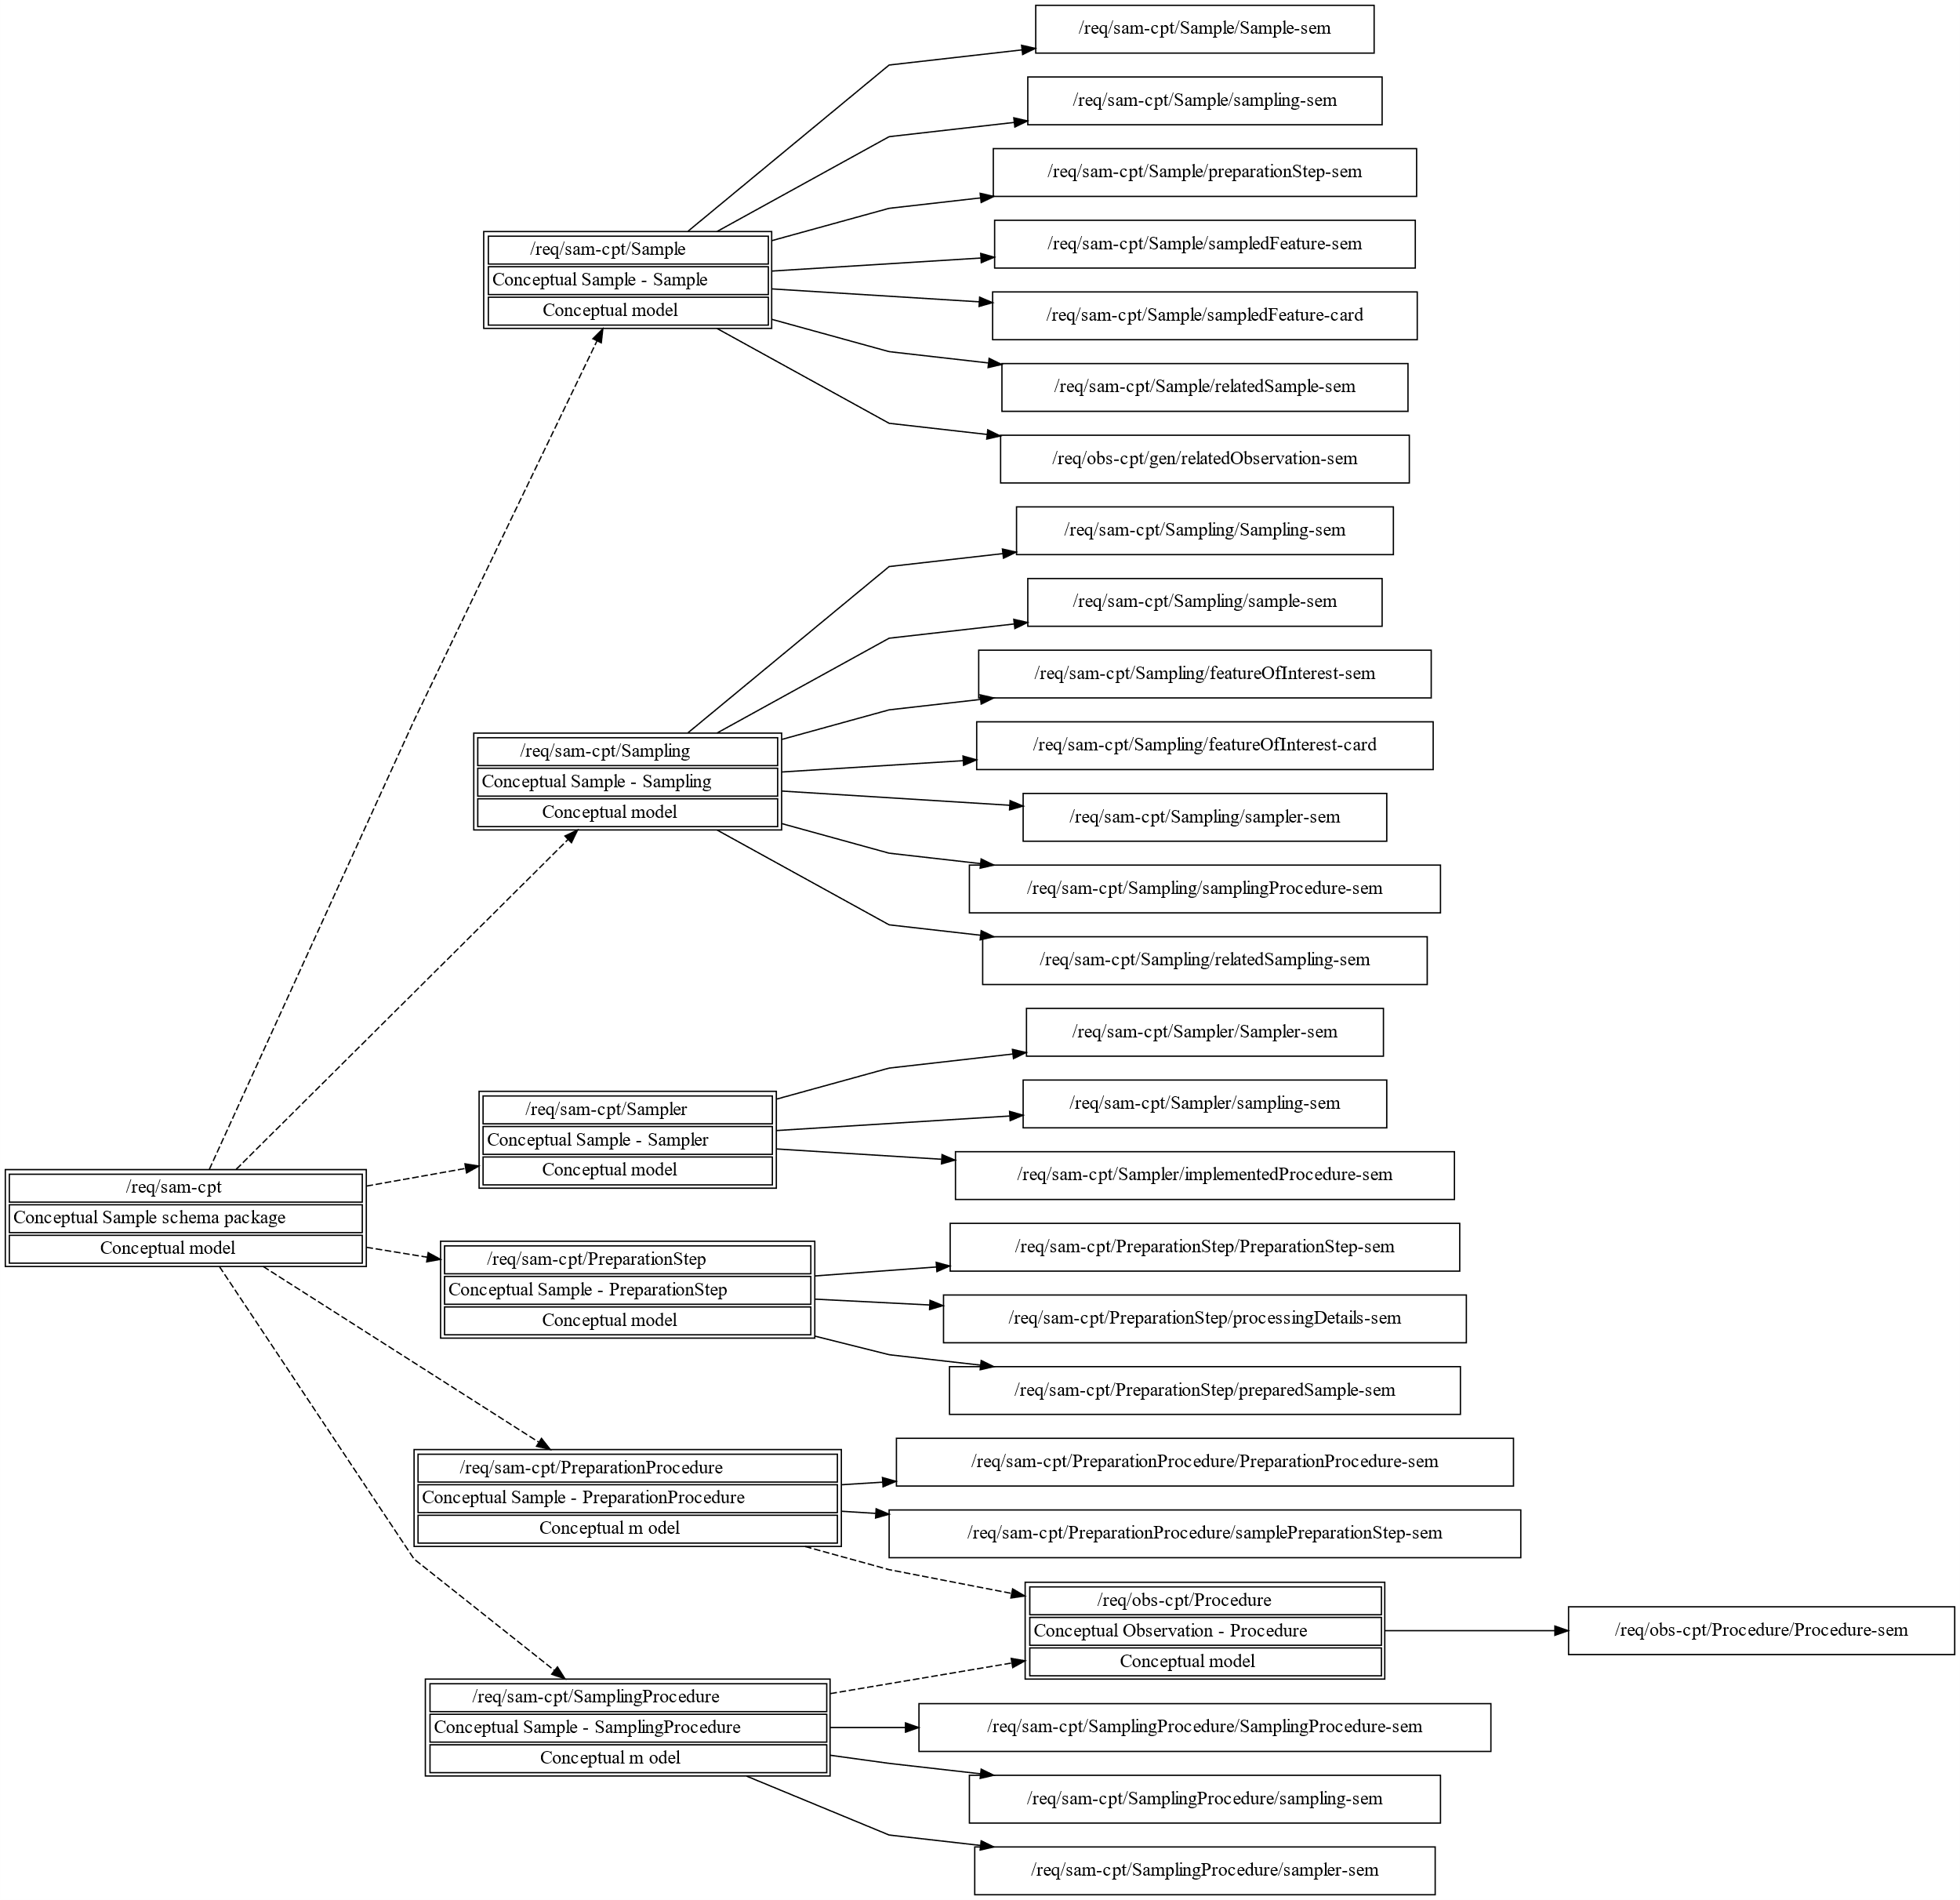 /req/sam-cpt/Sample/Sample-sem
/req/sam-cpt/Sample/sampling-sem
/req/sam-cpt/Sample/preparationStep-sem
/req/sam-cpt/Sample/sampledFeature-sem
/req/sam-cpt/Sample/sampledFeature-card
/req/sam-cpt/Sample/relatedSample-sem
/req/obs-cpt/gen/relatedObservation-sem
/req/sam-cpt/Sample
Conceptual Sample - Sample
Conceptual model
/req/sam-cpt/Sampling/Sampling-sem
/req/sam-cpt/Sampling/sample-sem
/req/sam-cpt/Sampling/featureOfInterest-sem
/req/sam-cpt/Sampling/featureOfInterest-card
/req/sam-cpt/Sampling/sampler-sem
/req/sam-cpt/Sampling/samplingProcedure-sem
/req/sam-cpt/Sampling/relatedSampling-sem
/req/sam-cpt/Sampling
Conceptual Sample - Sampling
Conceptual model
/req/sam-cpt/Sampler/Sampler-sem
/req/sam-cpt/Sampler/sampling-sem
/req/sam-cpt/Sampler/implementedProcedure-sem
/req/sam-cpt/Sampler
Conceptual Sample - Sampler
Conceptual model
/req/sam-cpt
Conceptual Sample schema package
Conceptual model
/req/sam-cpt/PreparationStep
Conceptual Sample - PreparationStep
Conceptual model
/req/sam-cpt/PreparationStep/PreparationStep-sem
/req/sam-cpt/PreparationStep/processingDetails-sem
/req/sam-cpt/PreparationStep/preparedSample-sem
/req/sam-cpt/PreparationProcedure
Conceptual Sample - PreparationProcedure
Conceptual m odel
/req/sam-cpt/PreparationProcedure/PreparationProcedure-sem
/req/sam-cpt/PreparationProcedure/samplePreparationStep-sem
/req/obs-cpt/Procedure
Conceptual Observation - Procedure
Conceptual model
/req/obs-cpt/Procedure/Procedure-sem
/req/sam-cpt/SamplingProcedure
Conceptual Sample - SamplingProcedure
Conceptual m odel
/req/sam-cpt/SamplingProcedure/SamplingProcedure-sem
/req/sam-cpt/SamplingProcedure/sampling-sem
/req/sam-cpt/SamplingProcedure/sampler-sem